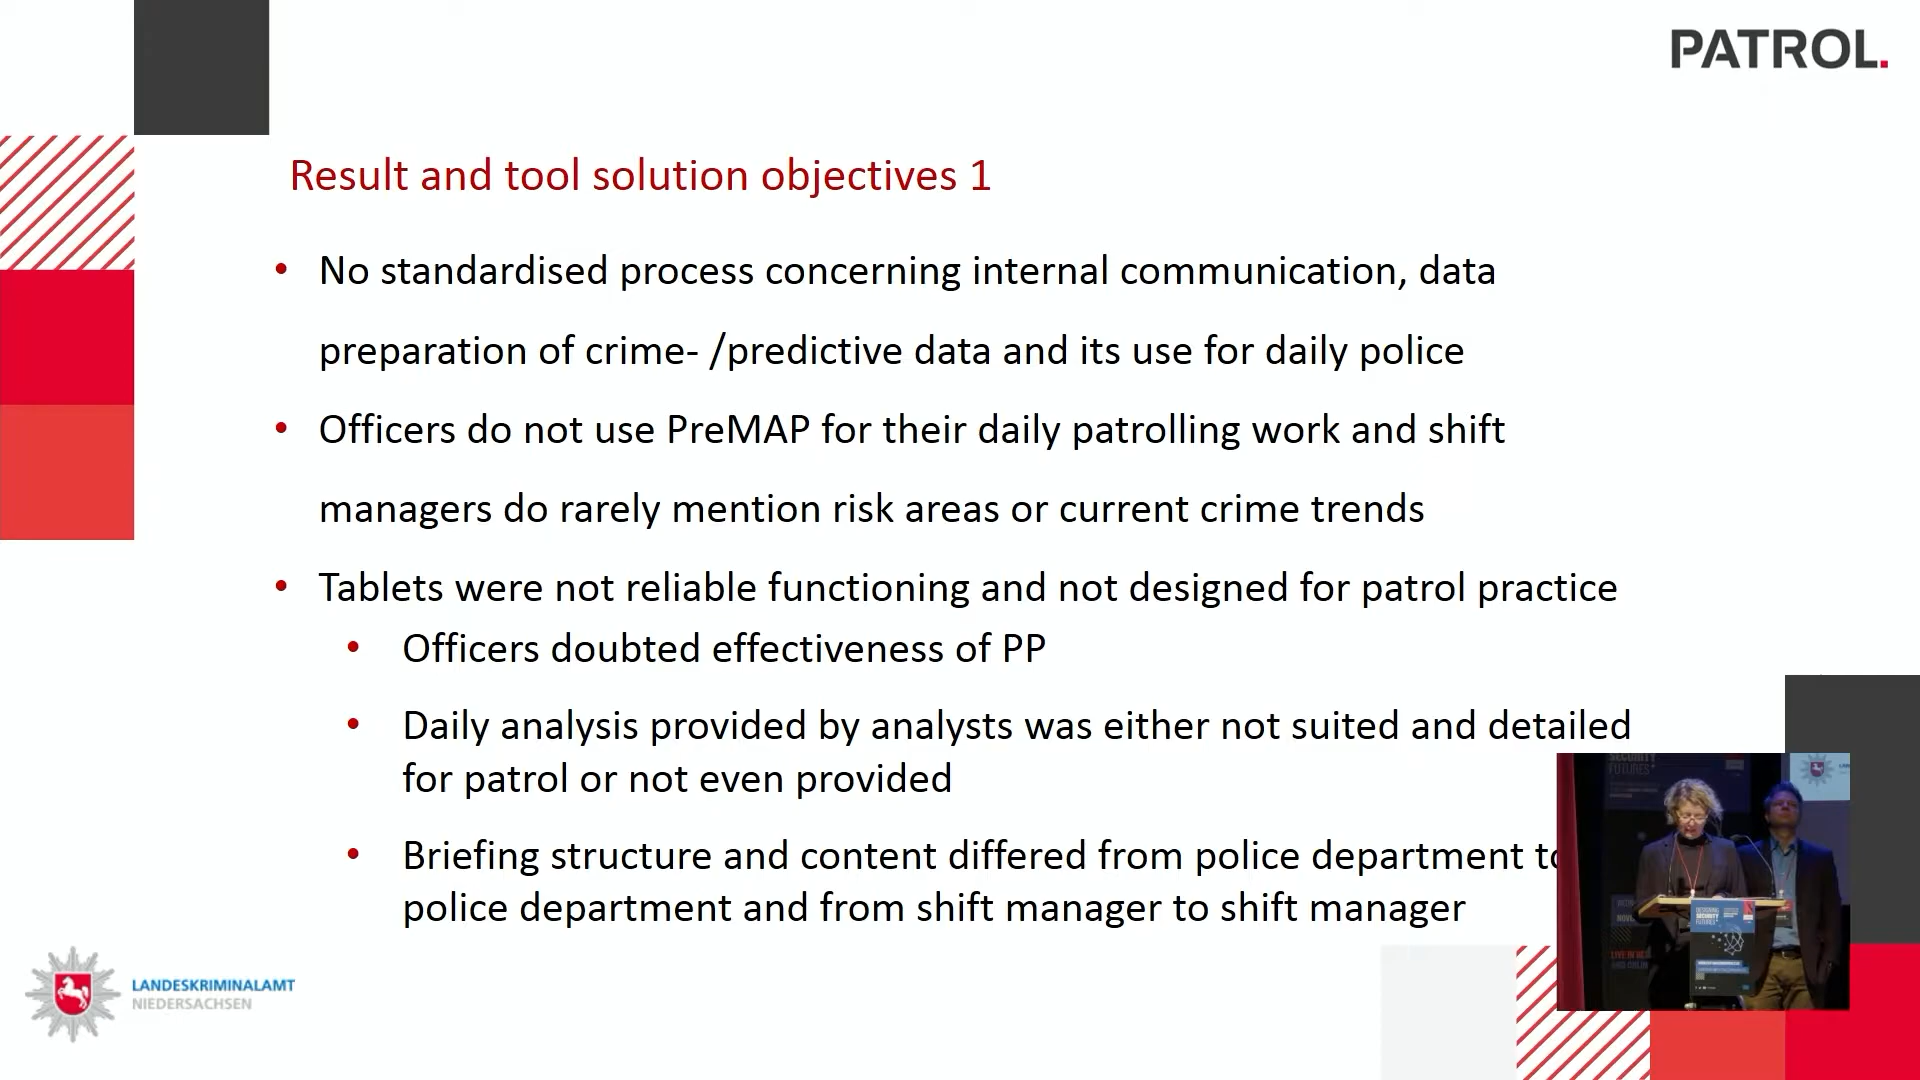 PATROL.
Result and tool solution objectives 1
• No standardised process concerning internal communication, data
preparation of crime- /predictive data and its use for daily police
• Officers do not use PreMAP for their daily patrolling work and shift
managers do rarely mention risk areas or current crime trends
• Tablets were not reliable functioning and not designed for patrol practice
• Officers doubted effectiveness of PP
• Daily analysis provided by analysts was either not suited and detailed
for patrol or not even provided
• Briefing structure and content differed from police department to
police department and from shift manager to shift manager
LANDESKRIMINALAMT
NIEDERSACHSEN
SECURITY
FUTURES